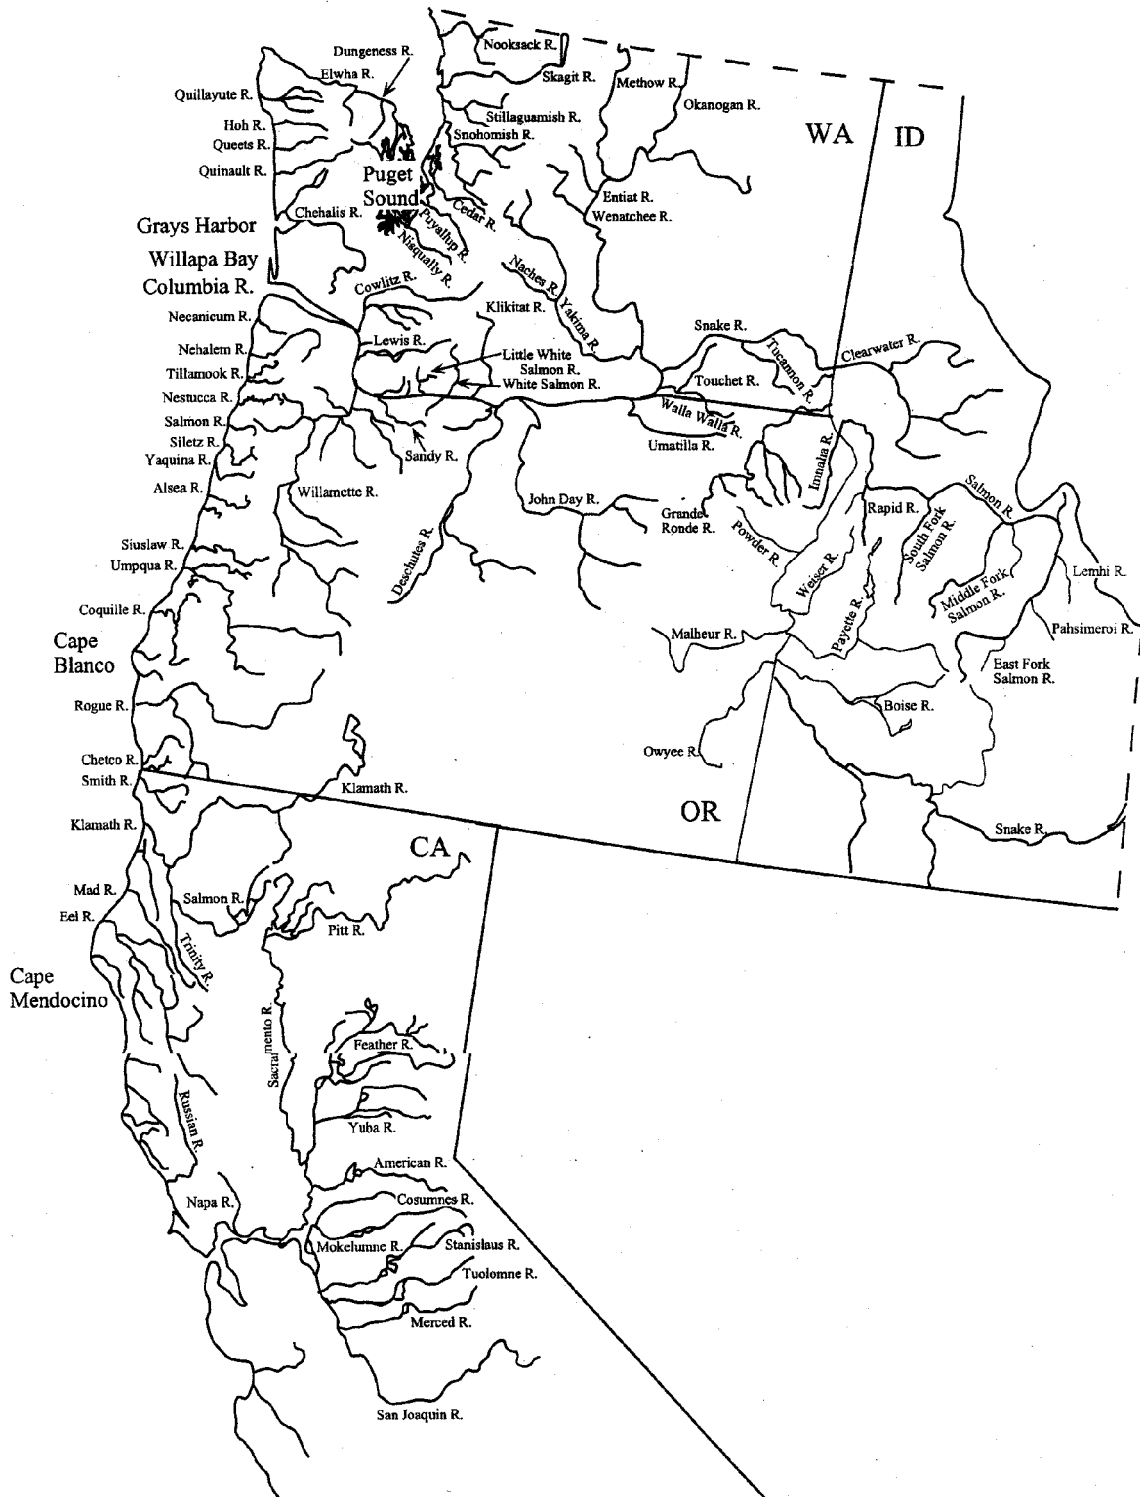 Nooksack R.
Dungeness R.
Elwha R.
Skagit R.
Methow R.
Quillayute R.
Okanogan R.
Stillaguamish R.
Hoh R.
Snohomish R.
WA
ID
Queets R.
Quinault R.
Puget
Sound
Entiat R.
Cedar R.
Wenatchee R.
Chehalis R.
Puyallup R.
Grays Harbor
Nisqually R.
Willapa Bay
Naches R.
Columbia R.
Cowlitz R.
Klikitat R.
Yakima R.
Necanicum R.
Snake R.
Lewis R.
Clearwater R.
Nehalem R.
Little White
Salmon R.
Tucannon R.
Tillamook R.
White Salmon R.
Touchet R.
Nestucca R.
Walla Walla R.
Salmon R.
Siletz R.
Umatilla R.
Sandy R.
Yaquina R.
Imnahia R.
Alsea R.
Willamette R.
John Day R.
Grande
Ronde R.
Rapid R.
Salmon R.
Powder R.
South Fork
Salmon R.
Siuslaw R.
Deschutes R.
Umpqua R.
Weiser R.
Lemhi R.
Middle Fork
Salmon R.
Coquille R.
Payette R.
Cape
Blanco
Malheur R.
Pahsimeroi R.
East Fork
Salmon R.
Rogue R.
Boise R.
Owyee R.
Chetco R.
Smith R.
Klamath R.
OR
Klamath R.
Snake R.
CA
Mad R.
Salmon R.
Eel R.
Pitt R.
Trinity R.
Cape
Mendocino
Sacramento R.
Feather R.
Russian R.
Yuba R.
American R.
Napa R.
Cosumnes R.
Mokelumne R.
Stanislaus R.
Tuolomne R.
Merced R.
San Joaquin R.